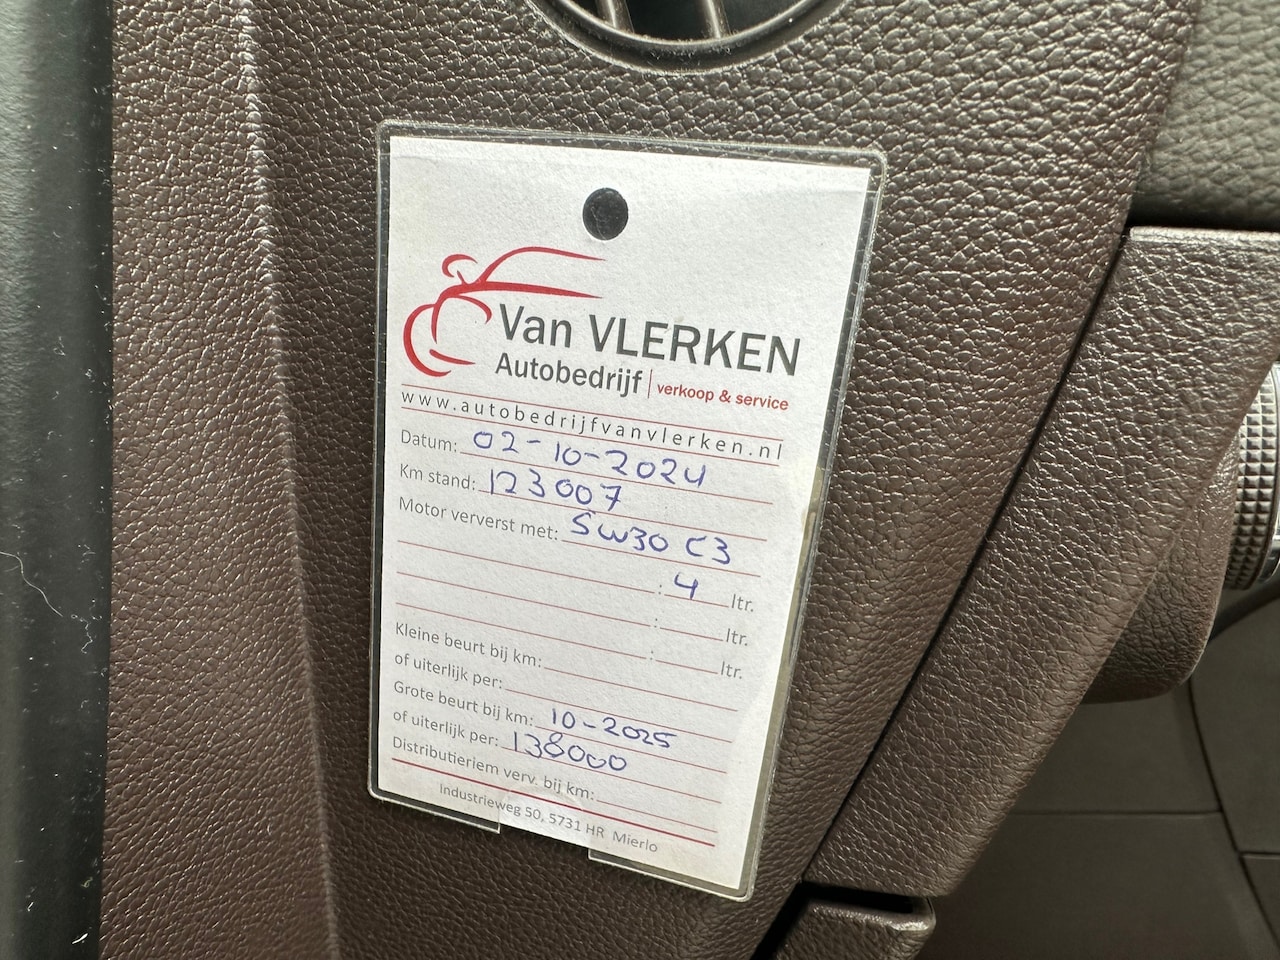 Van VLERKEN
Autobedrijf | verkoop & service
www.autobedrijfvanvlerken.nl
Datum: 02-10-2024
Km stand: 123007
Motor ververst met: 5W30 C3
: 4 ltr.
: ltr.
: ltr.
Kleine beurt bij km:
of uiterlijk per:
Grote beurt bij km: 10-2025
of uiterlijk per: 138000
Distributieriem verv. bij km:
Industrieweg 50, 5731 HR Mierlo